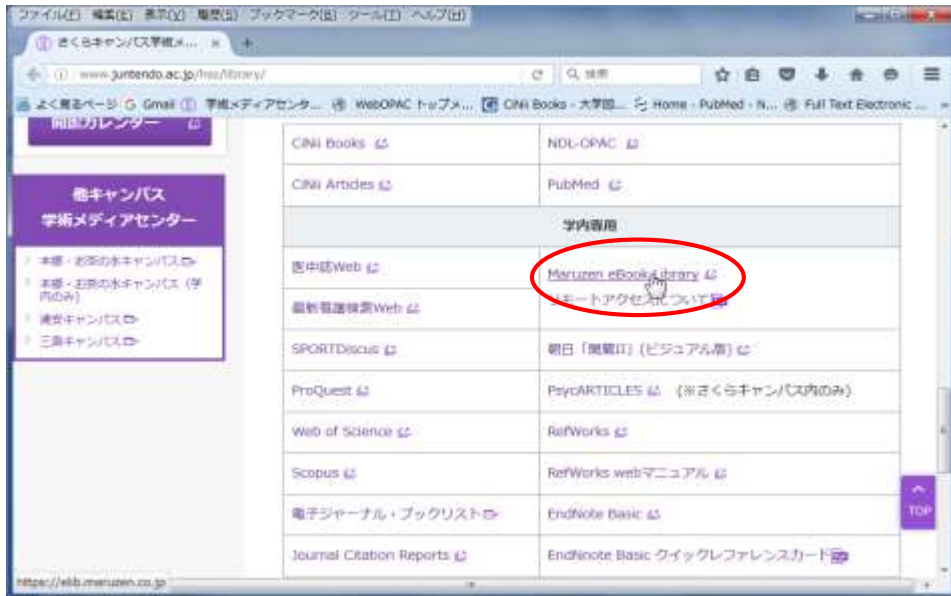 ファイル(F) 編集(E) 表示(V) 履歴(S) ブックマーク(B) ツール(T) ヘルプ(H)
さくらキャンパス学術メ... × +
www.juntendo.ac.jp/hss/library/
検索
よく見るページ Gmail 学術メディアセンタ... WebOPAC トップメ... CiNii Books - 大学図... Home - PubMed - N... Full Text Electronic ...
開館カレンダー
CiNii Books NDL-OPAC
CiNii Articles PubMed
他キャンパス
学術メディアセンター
学内専用
本郷・お茶の水キャンパス
本郷・お茶の水キャンパス (学
内のみ)
浦安キャンパス
三島キャンパス
医中誌Web Maruzen eBook Library
リモートアクセスについて
最新看護検索Web
SPORTDiscus 朝日「聞蔵II」(ビジュアル版)
ProQuest PsycARTICLES (※さくらキャンパス内のみ)
Web of Science RefWorks
Scopus RefWorks webマニュアル
TOP
電子ジャーナル・ブックリスト EndNote Basic
Journal Citation Reports EndNnote Basic クイックレファレンスカード
https://elib.maruzen.co.jp